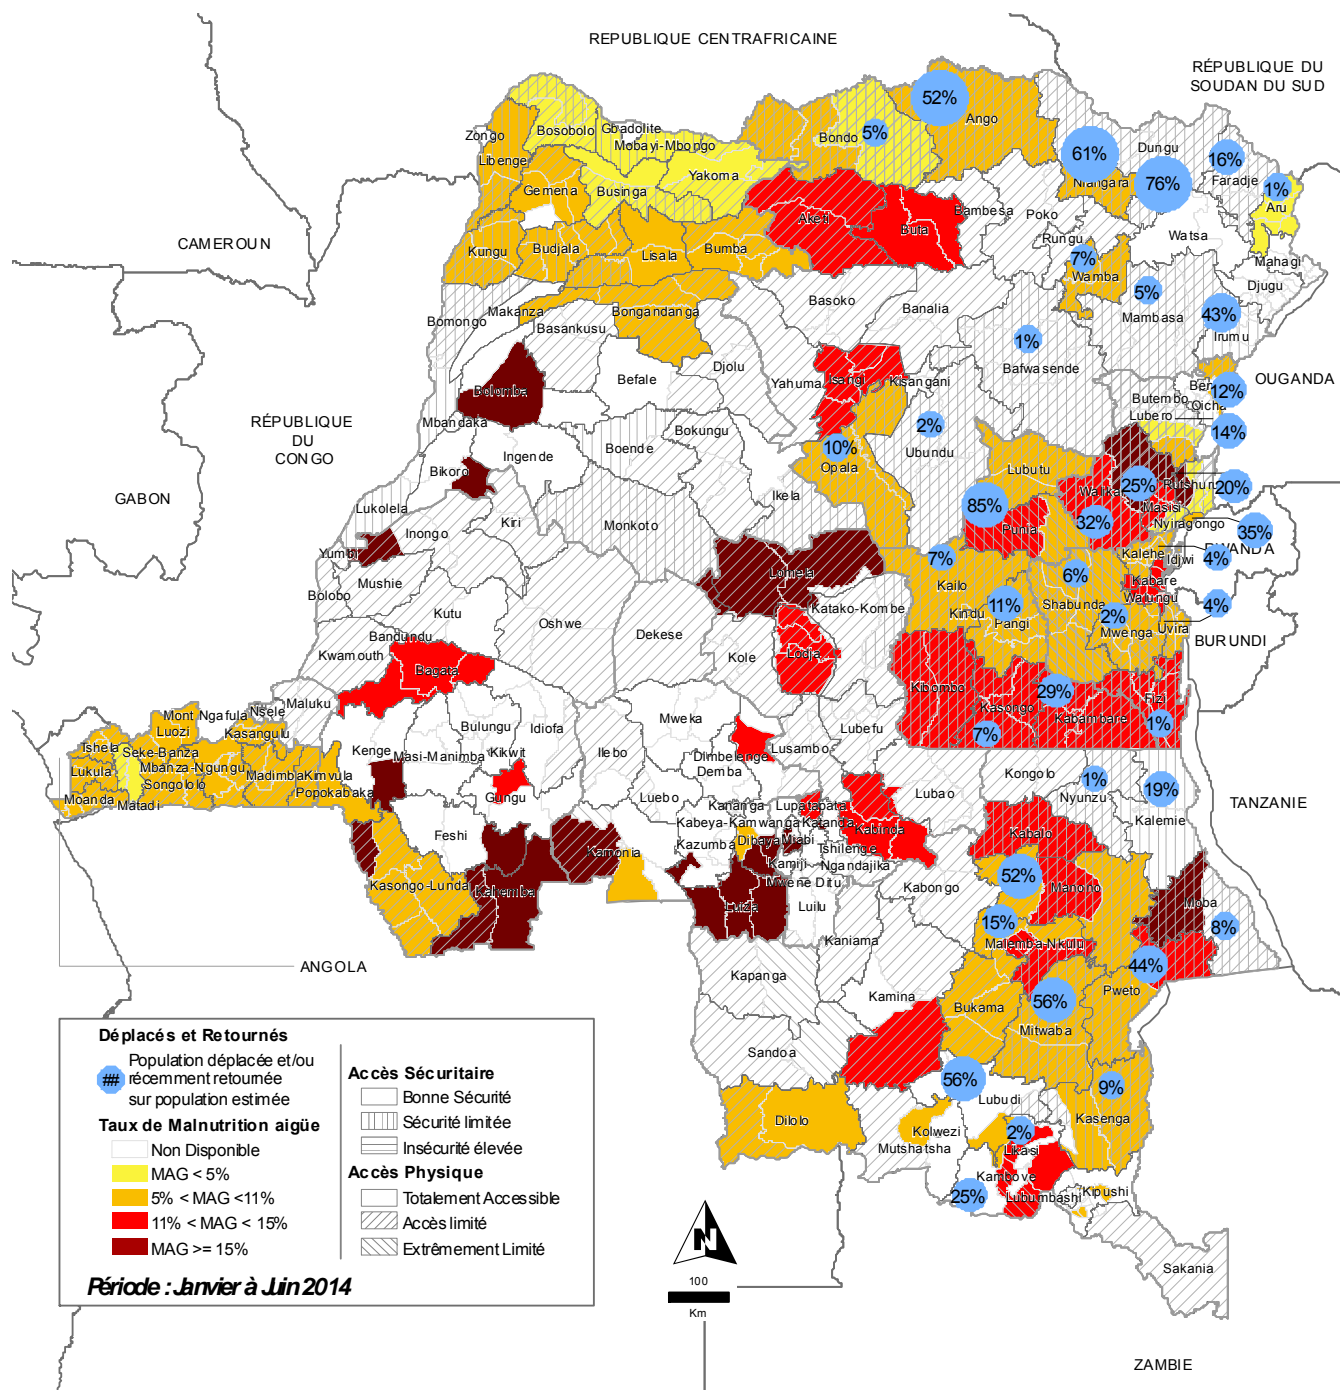 REPUBLIQUE CENTRAFRICAINE
RÉPUBLIQUE DU
SOUDAN DU SUD
CAMEROUN
GABON
RÉPUBLIQUE
DU
CONGO
OUGANDA
RWANDA
BURUNDI
TANZANIE
ANGOLA
ZAMBIE
Zongo
Bosobolo
Gbadolite
Mobayi-Mbongo
Libenge
Gemena
Businga
Yakoma
Bondo
5%
52%
Ango
61%
Dungu
76%
16%
Faradje
1%
Aru
Niangara
Kungu
Budjala
Lisala
Bumba
Aketi
Buta
Bambesa
Poko
Rungu
7%
Wamba
Watsa
Mahagi
Djugu
5%
Mambasa
43%
Irumu
Bomongo
Makanza
Basankusu
Bongandanga
Basoko
Banalia
1%
Bafwasende
Bolomba
Befale
Djolu
Yahuma
Isangi
Kisangani
12%
Oicha
Butembo
Lubero
14%
Mbandaka
Bikoro
Ingende
Boende
Bokungu
10%
Opala
2%
Ubundu
Lubutu
25%
Rutshuru
20%
Masisi
Lukolela
Inongo
Kiri
Monkoto
Ikela
85%
Punia
32%
Nyiragongo
35%
Mushie
Bolobo
Kutu
Oshwe
Dekese
Lomela
Katako-Kombe
7%
Kailo
Kindu
11%
Pangi
6%
Shabunda
Kalehe
Idjwi
4%
Kabare
Walungu
4%
2%
Mwenga
Uvira
Bandundu
Kwamouth
Bagata
Kole
Lodja
Kibombo
Kasongo
29%
Kabambare
Fizi
1%
7%
Maluku
Nsele
Mont Ngafula
Luozi
Kasangulu
Tshela
Seke-Banza
Lukula
Mbanza-Ngungu
Songololo
Madimba
Kimvula
Popokabaka
Moanda
Matadi
Kenge
Masi-Manimba
Bulungu
Kikwit
Idiofa
Gungu
Feshi
Kasongo-Lunda
Kahemba
Ilebo
Mweka
Dimbelenge
Demba
Luebo
Kananga
Kabeya-Kamwanga
Kazumba
Kamonia
Dibaya
Miabi
Kamiji
Mwene Ditu
Luiza
Luilu
Lusambo
Lubefu
Lupatapata
Katanda
Tshilenge
Ngandajika
Kabinda
Lubao
Kongolo
1%
Nyunzu
19%
Kalemie
Kabalo
52%
Manono
Moba
8%
Kabongo
Kaniama
15%
Malemba-Nkulu
44%
Pweto
Kapanga
Kamina
Bukama
56%
Mitwaba
Sandoa
56%
Lubudi
9%
Kasenga
Dilolo
Kolwezi
Mutshatsha
2%
Likasi
Kambove
25%
Lubumbashi
Kipushi
Sakania
Déplacés et Retournés
## Population déplacée et/ou
récemment retournée
sur population estimée
Taux de Malnutrition aigüe
Non Disponible
MAG < 5%
5% < MAG <11%
11% < MAG < 15%
MAG >= 15%
Accès Sécuritaire
Bonne Sécurité
Sécurité limitée
Insécurité élevée
Accès Physique
Totalement Accessible
Accès limité
Extrêmement Limité
Période : Janvier à Juin 2014
N
100
Km